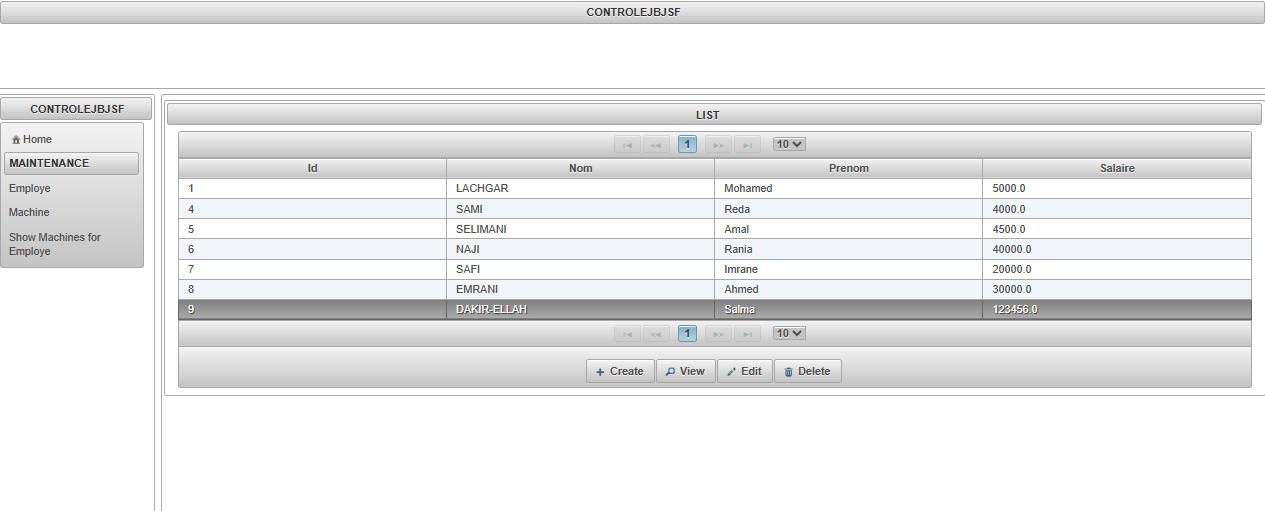 CONTROLEJBJSF
CONTROLEJBJSF
Home
MAINTENANCE
Employe
Machine
Show Machines for
Employe
LIST
1 10
Id Nom Prenom Salaire
1 LACHGAR Mohamed 5000.0
4 SAMI Reda 4000.0
5 SELIMANI Amal 4500.0
6 NAJI Rania 40000.0
7 SAFI Imrane 20000.0
8 EMRANI Ahmed 30000.0
9 DAKIR-ELLAH Salma 123456.0
1 10
Create View Edit Delete